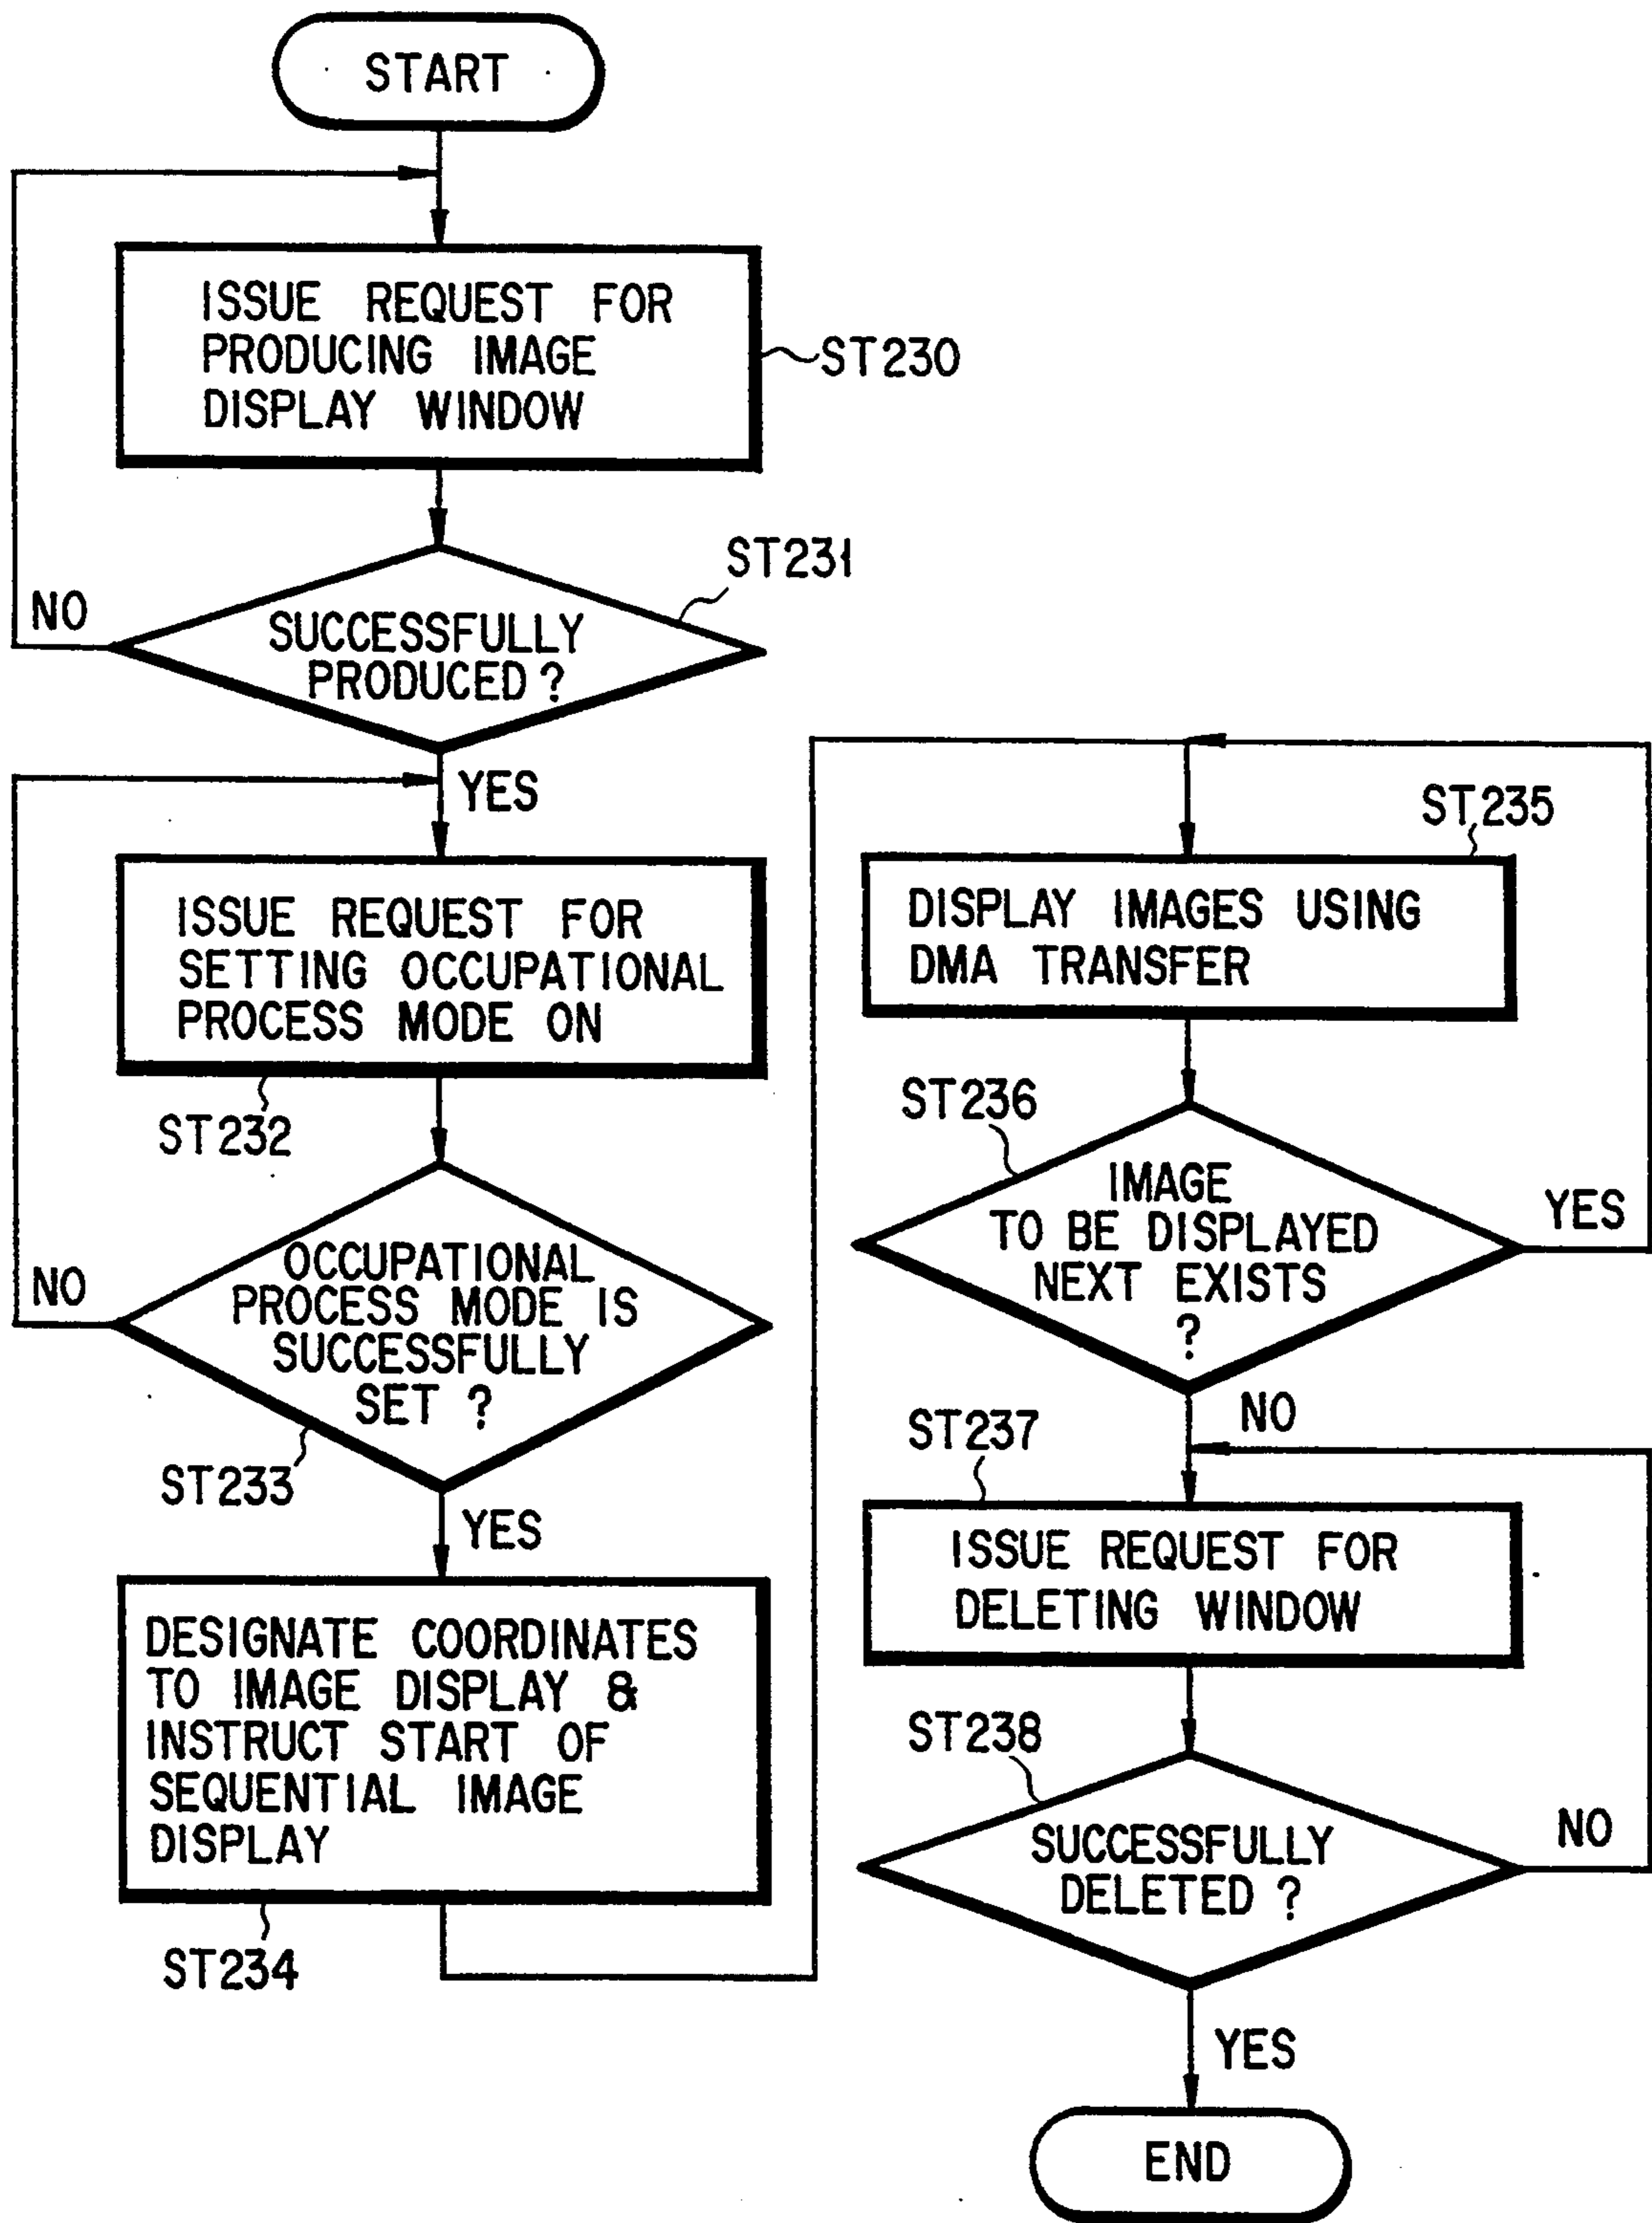 START
ISSUE REQUEST FOR
PRODUCING IMAGE
DISPLAY WINDOW
ST230
ST231
NO
SUCCESSFULLY
PRODUCED ?
YES
ISSUE REQUEST FOR
SETTING OCCUPATIONAL
PROCESS MODE ON
ST232
NO
OCCUPATIONAL
PROCESS MODE IS
SUCCESSFULLY
SET ?
ST233
YES
DESIGNATE COORDINATES
TO IMAGE DISPLAY &
INSTRUCT START OF
SEQUENTIAL IMAGE
DISPLAY
ST234
ST235
DISPLAY IMAGES USING
DMA TRANSFER
ST236
IMAGE
TO BE DISPLAYED
NEXT EXISTS
?
YES
NO
ST237
ISSUE REQUEST FOR
DELETING WINDOW
ST238
SUCCESSFULLY
DELETED ?
NO
YES
END